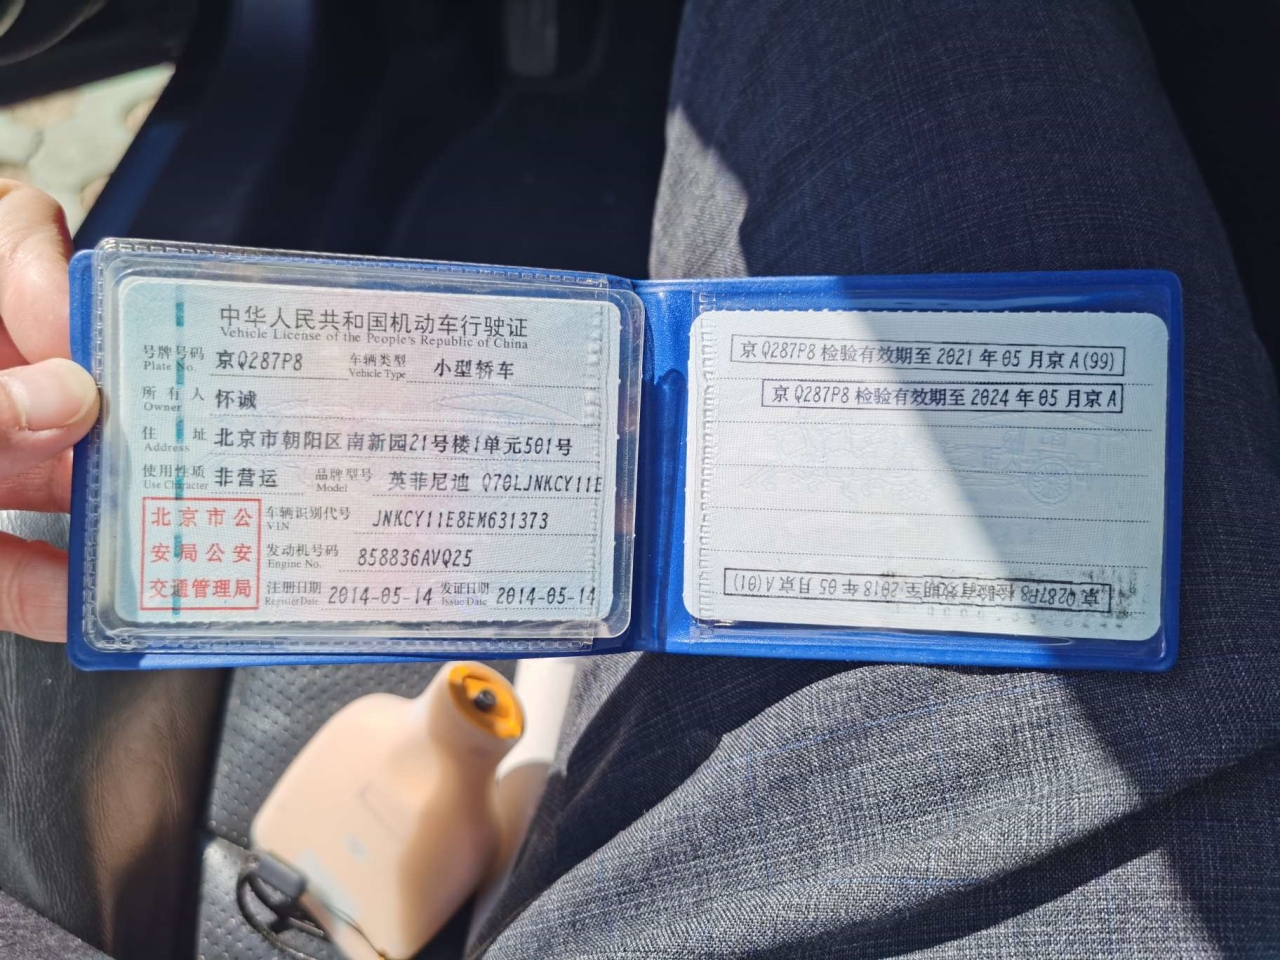 中华人民共和国机动车行驶证
Vehicle License of the People's Republic of China
号牌号码 京Q287P8 车辆类型 小型轿车
Plate No. Vehicle Type
所有人 怀诚
Owner
住址 北京市朝阳区南新园21号楼1单元501号
Address
使用性质 非营运 品牌型号 英菲尼迪 Q70LJNKCY11E
Use Character Model
北京市公
安局公安
交通管理局
车辆识别代号 JNKCY11E8EM631373
VIN
发动机号码 858836AVQ25
Engine No.
注册日期 2014-05-14 发证日期 2014-05-14
Register Date Issue Date
京Q287P8 检验有效期至 2021 年 05 月京 A(99)
京Q287P8 检验有效期至 2024 年 05 月京 A
京Q287P8 检验有效期至 2018 年 05 月京 A(01)